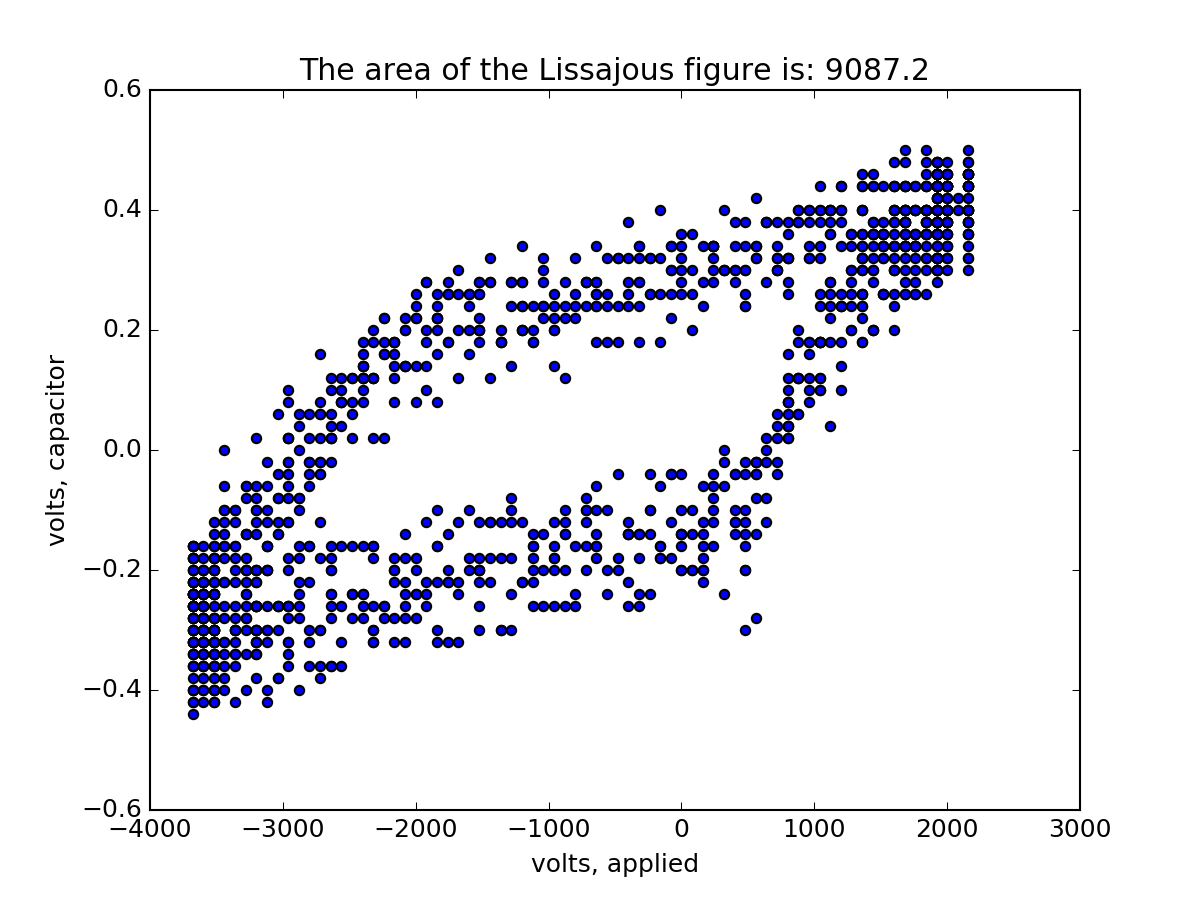 The area of the Lissajous figure is: 9087.2
0.6
0.4
0.2
0.0
−0.2
−0.4
−0.6
volts, capacitor
−4000 −3000 −2000 −1000 0 1000 2000 3000
volts, applied